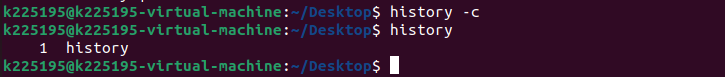 k225195@k225195-virtual-machine:~/Desktop$ history -c
k225195@k225195-virtual-machine:~/Desktop$ history
    1  history
k225195@k225195-virtual-machine:~/Desktop$